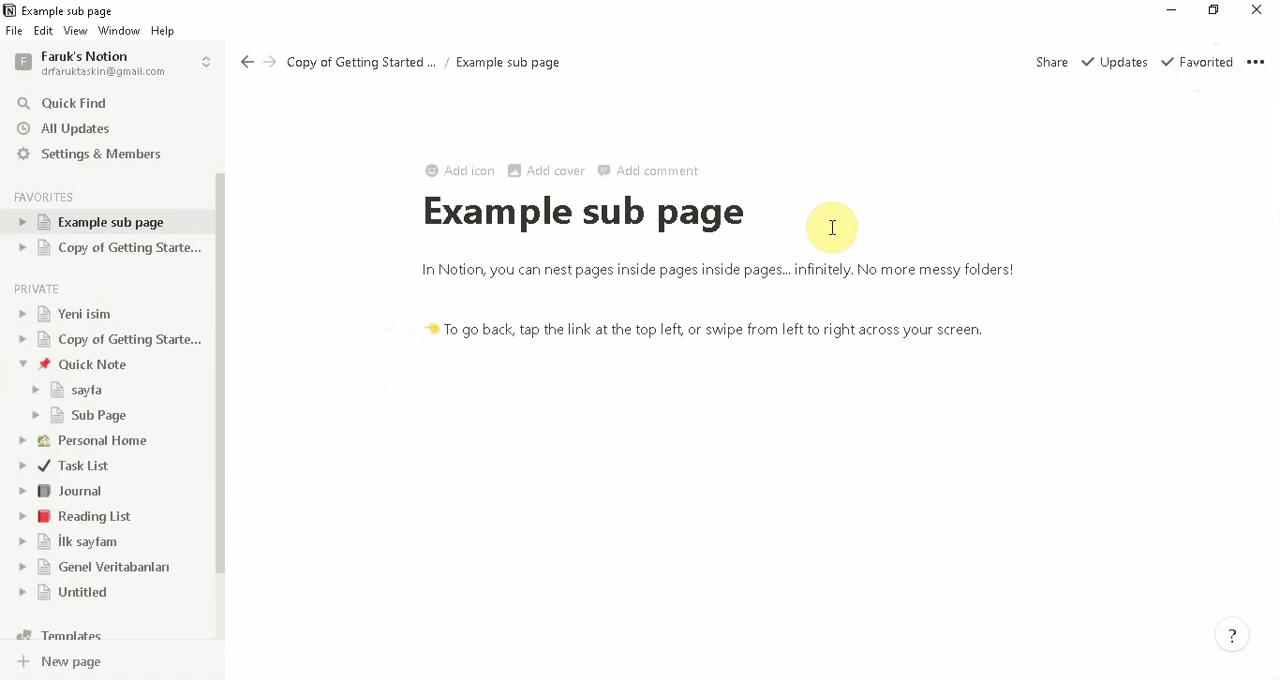 Example sub page
File Edit View Window Help
F Faruk's Notion
drfaruktaskin@gmail.com
Quick Find
All Updates
Settings & Members
FAVORITES
Example sub page
Copy of Getting Starte...
PRIVATE
Yeni isim
Copy of Getting Starte...
Quick Note
sayfa
Sub Page
Personal Home
Task List
Journal
Reading List
İlk sayfam
Genel Veritabanları
Untitled
Templates
New page
Copy of Getting Started ... / Example sub page
Share Updates Favorited
Add icon Add cover Add comment
Example sub page
In Notion, you can nest pages inside pages inside pages... infinitely. No more messy folders!
To go back, tap the link at the top left, or swipe from left to right across your screen.
?